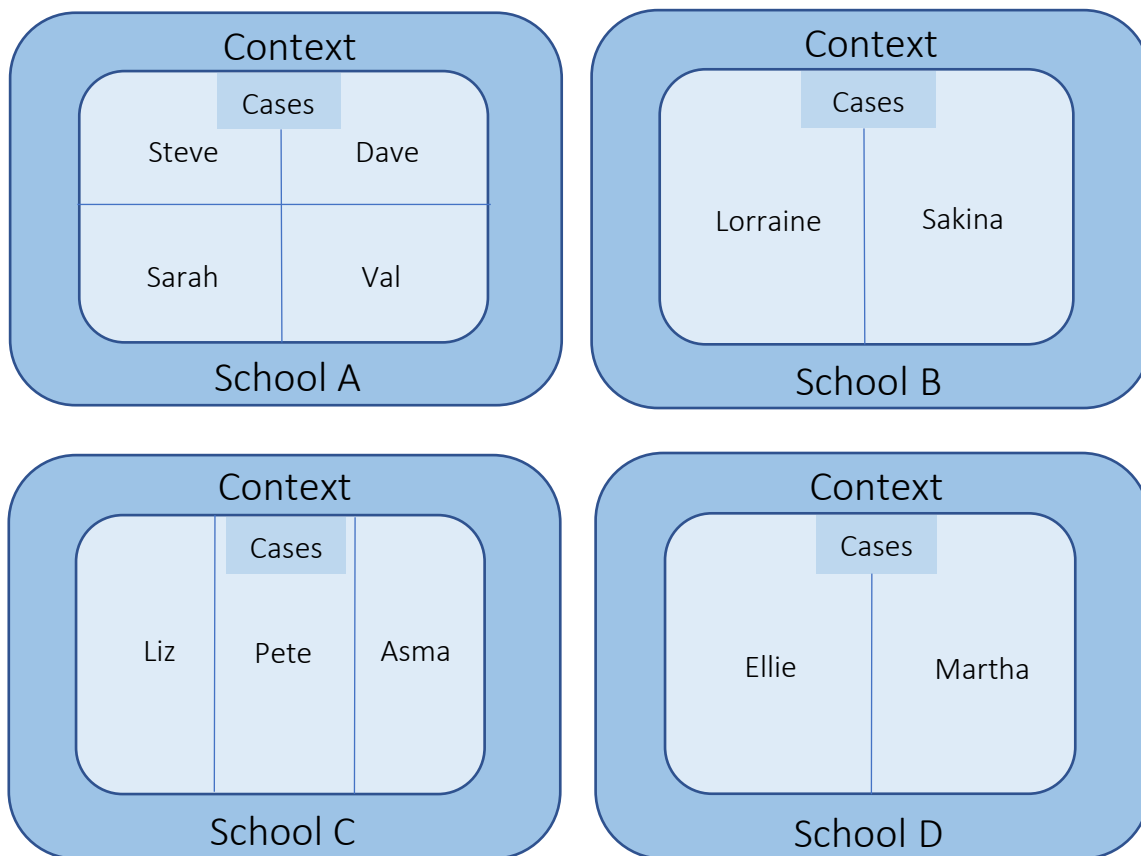 Context
Cases
Steve
Dave
Sarah
Val
School A
Context
Cases
Lorraine
Sakina
School B
Context
Cases
Liz
Pete
Asma
School C
Context
Cases
Ellie
Martha
School D